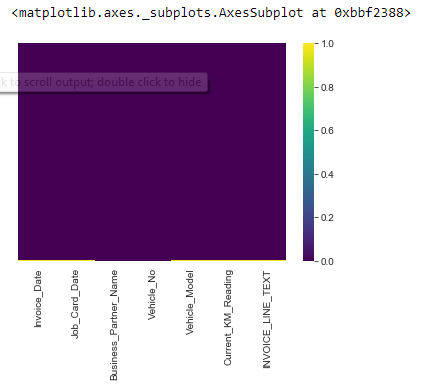 <matplotlib.axes._subplots.AxesSubplot at 0xbbf2388>
k to scroll output; double click to hide
1.0
0.8
0.6
0.4
0.2
0.0
Invoice_Date
Job_Card_Date
Business_Partner_Name
Vehicle_No
Vehicle_Model
Current_KM_Reading
INVOICE_LINE_TEXT